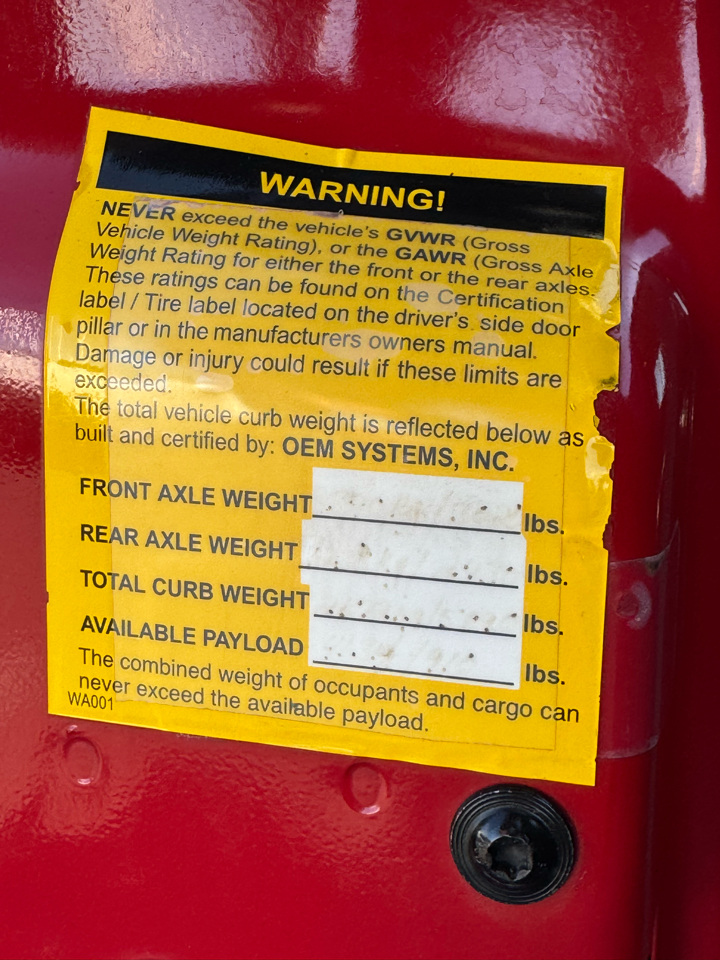 WARNING!
NEVER exceed the vehicle's GVWR (Gross
Vehicle Weight Rating), or the GAWR (Gross Axle
Weight Rating for either the front or the rear axles.
These ratings can be found on the Certification
label / Tire label located on the driver's side door
pillar or in the manufacturers owners manual.
Damage or injury could result if these limits are
exceeded.
The total vehicle curb weight is reflected below as
built and certified by: OEM SYSTEMS, INC.
FRONT AXLE WEIGHT lbs.
REAR AXLE WEIGHT lbs.
TOTAL CURB WEIGHT lbs.
AVAILABLE PAYLOAD lbs.
The combined weight of occupants and cargo can
never exceed the available payload.
WA001